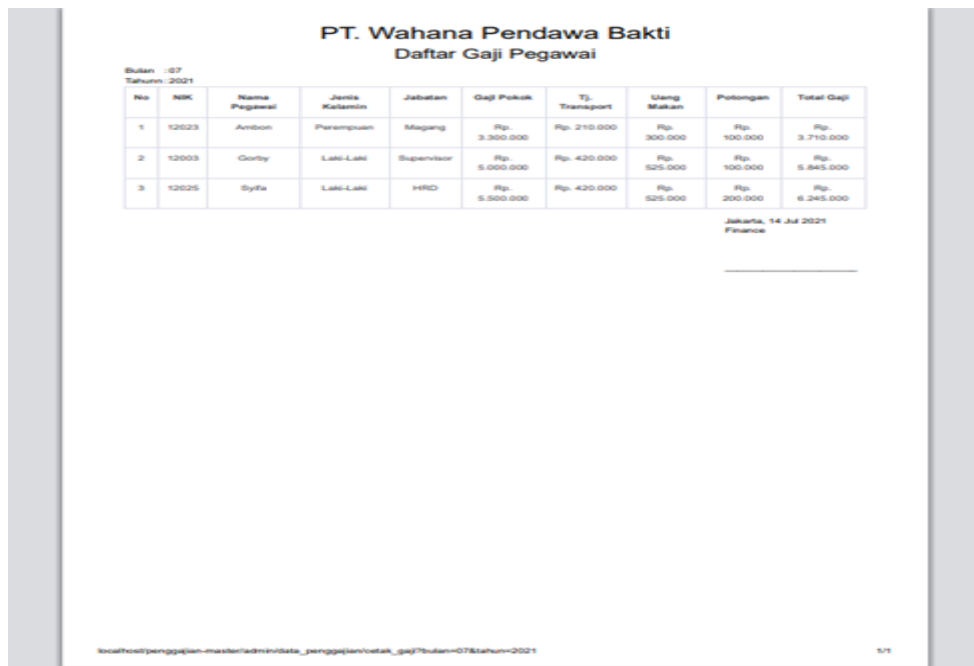 PT. Wahana Pendawa Bakti
Daftar Gaji Pegawai
Bulan :07
Tahunn:2021
No NIK Nama Pegawai Jenis Kelamin Jabatan Gaji Pokok Tj. Transport Uang Makan Potongan Total Gaji
1 12023 Ambon Perempuan Magang Rp. 3.300.000 Rp. 210.000 Rp. 300.000 Rp. 100.000 Rp. 3.710.000
2 12003 Gorby Laki-Laki Supervisor Rp. 5.000.000 Rp. 420.000 Rp. 525.000 Rp. 100.000 Rp. 5.845.000
3 12025 Syifa Laki-Laki HRD Rp. 5.500.000 Rp. 420.000 Rp. 525.000 Rp. 200.000 Rp. 6.245.000
Jakarta, 14 Jul 2021
Finance
localhost/penggajian-master/admin/data_penggajian/cetak_gaji?bulan=07&tahun=2021 1/1